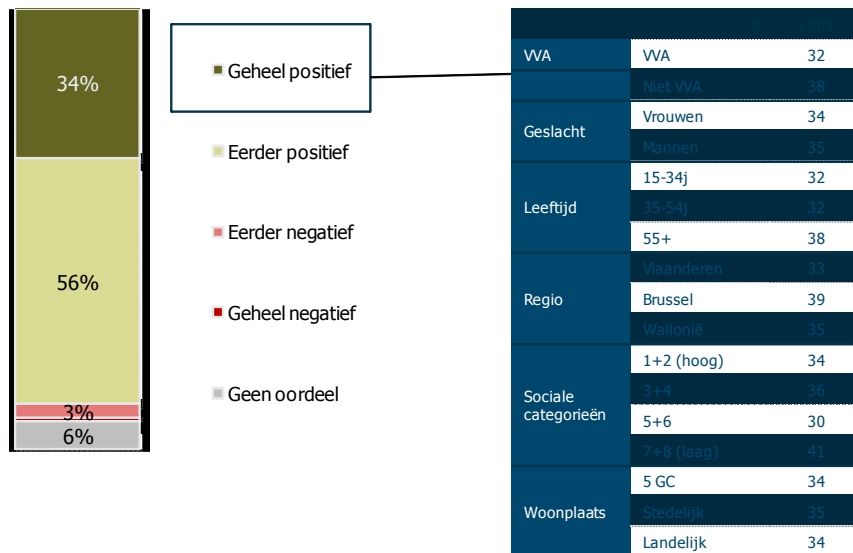 34%
56%
3%
6%
Geheel positief
Eerder positief
Eerder negatief
Geheel negatief
Geen oordeel
% 2009
VVA VVA 32
Niet VVA 38
Geslacht Vrouwen 34
Mannen 35
Leeftijd 15-34j 32
35-54j 32
55+ 38
Regio Vlaanderen 33
Brussel 39
Wallonië 35
Sociale categorieën 1+2 (hoog) 34
3+4 36
5+6 30
7+8 (laag) 41
Woonplaats 5 GC 34
Stedelijk 35
Landelijk 34